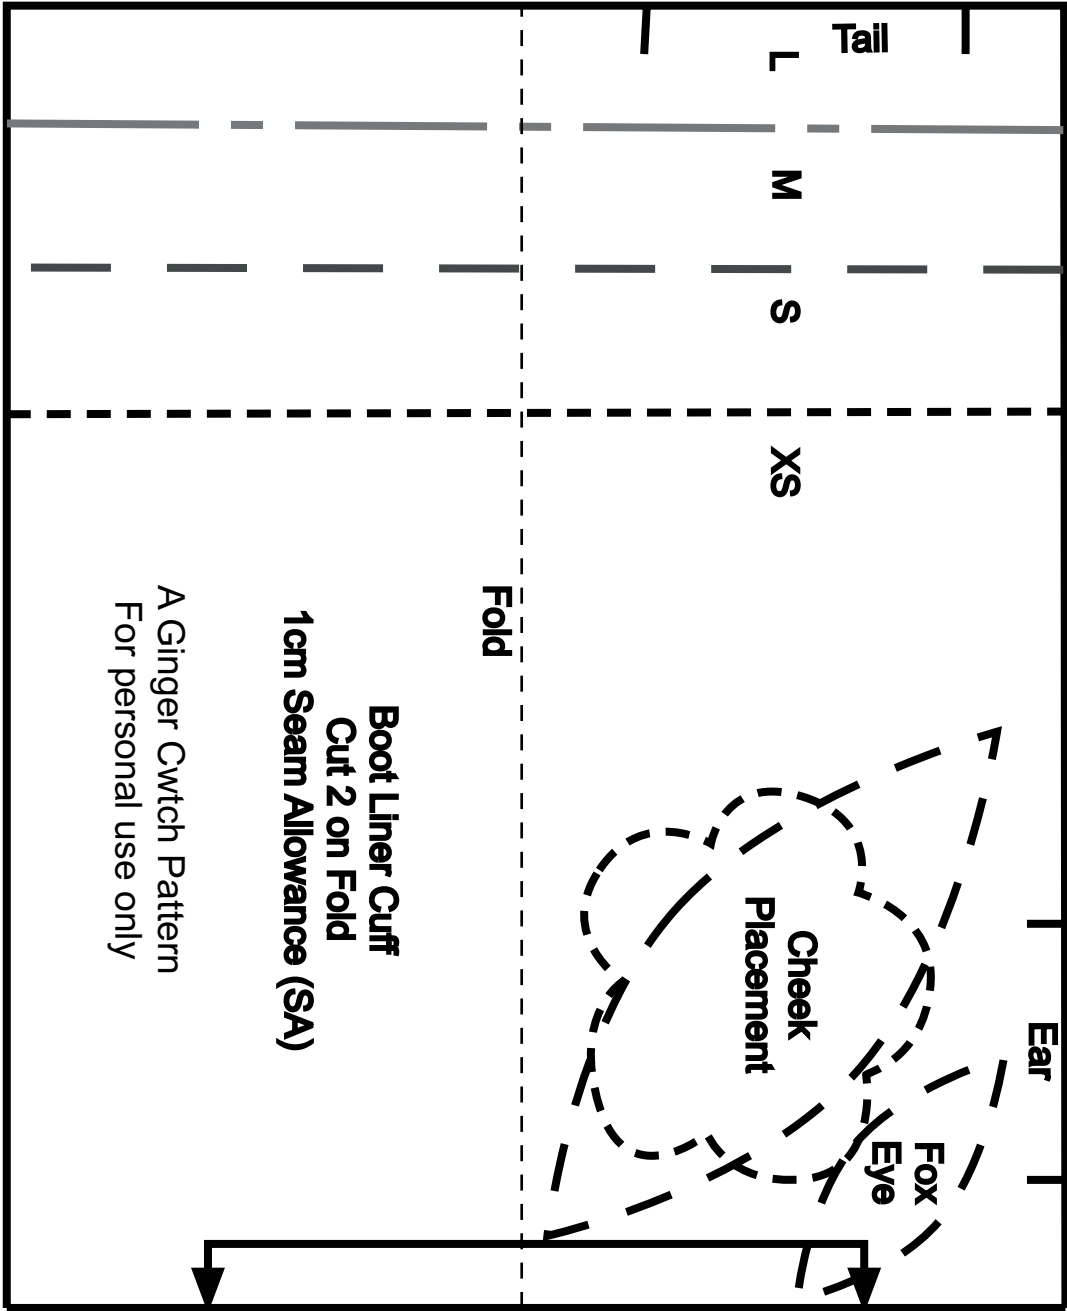 Tail
L
M
S
XS
Fold
Boot Liner Cuff
Cut 2 on Fold
1cm Seam Allowance (SA)
A Ginger Cwtch Pattern
For personal use only
Cheek
Placement
Ear
Fox
Eye